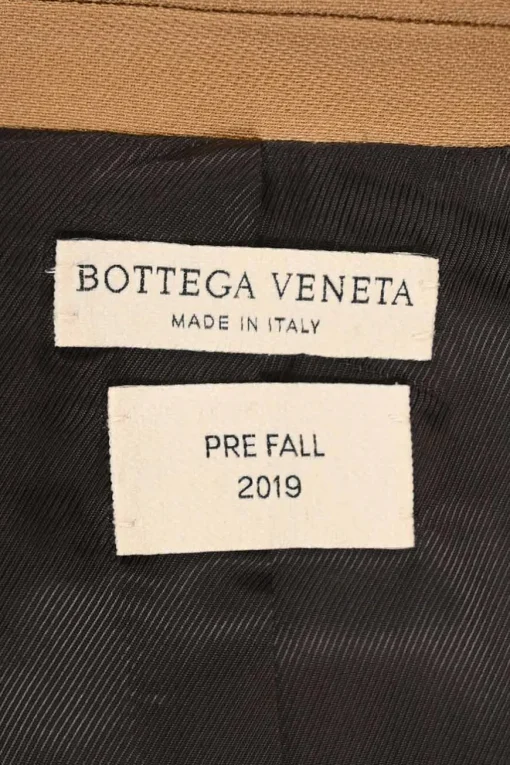 BOTTEGA VENETA
MADE IN ITALY
PRE FALL
2019